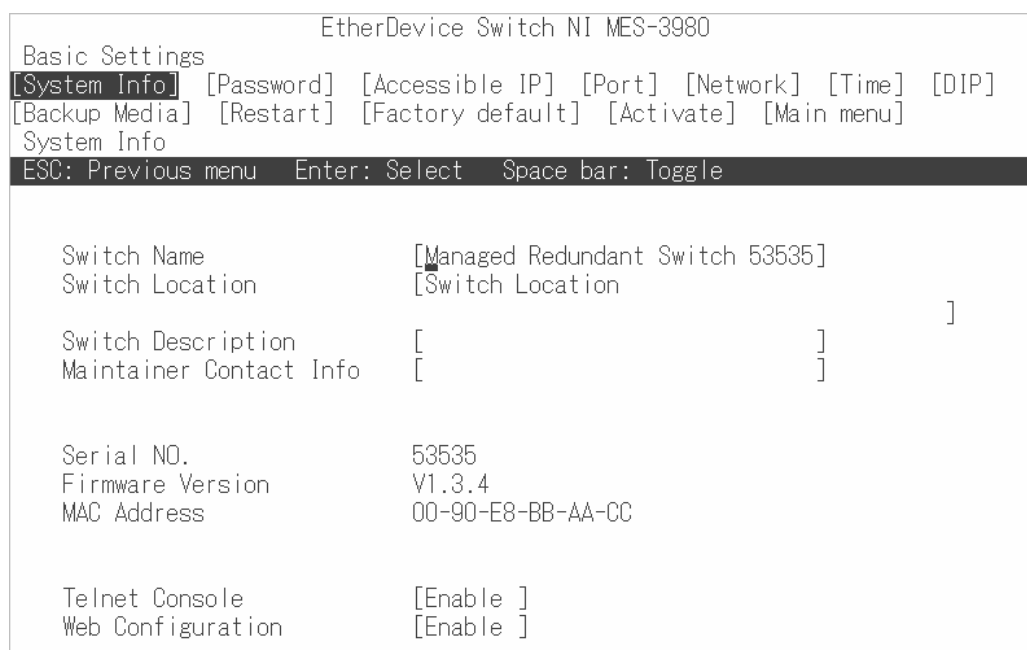 EtherDevice Switch NI MES-3980
Basic Settings
[System Info] [Password] [Accessible IP] [Port] [Network] [Time] [DIP]
[Backup Media] [Restart] [Factory default] [Activate] [Main menu]
System Info
ESC: Previous menu Enter: Select Space bar: Toggle
Switch Name [Managed Redundant Switch 53535]
Switch Location [Switch Location
]
Switch Description [ ]
Maintainer Contact Info [ ]
Serial NO. 53535
Firmware Version V1.3.4
MAC Address 00-90-E8-BB-AA-CC
Telnet Console [Enable ]
Web Configuration [Enable ]